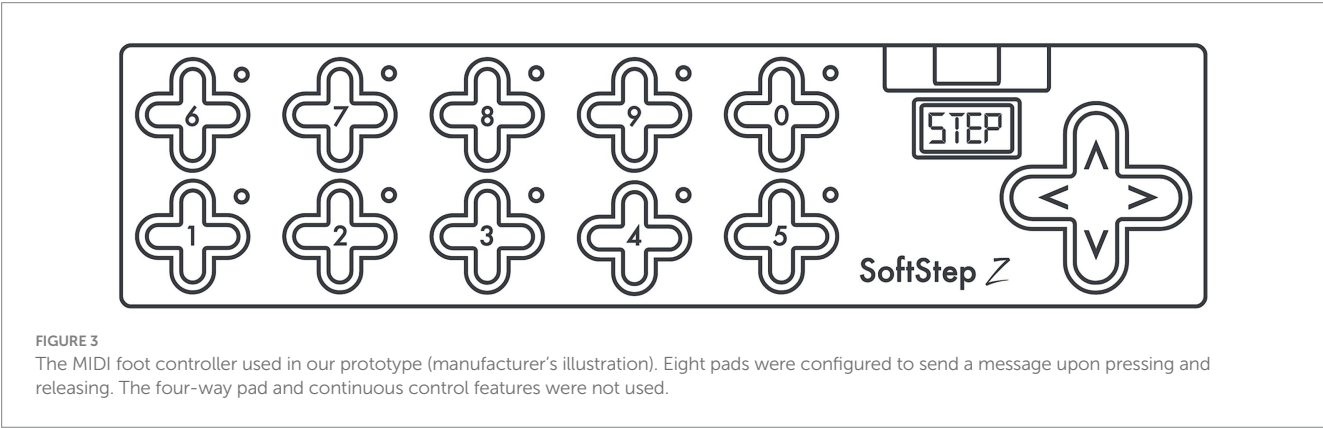 6 7 8 9 0
STEP
< ∧ > ∨
1 2 3 4 5
SoftStep 2
FIGURE 3
The MIDI foot controller used in our prototype (manufacturer's illustration). Eight pads were configured to send a message upon pressing and
releasing. The four-way pad and continuous control features were not used.